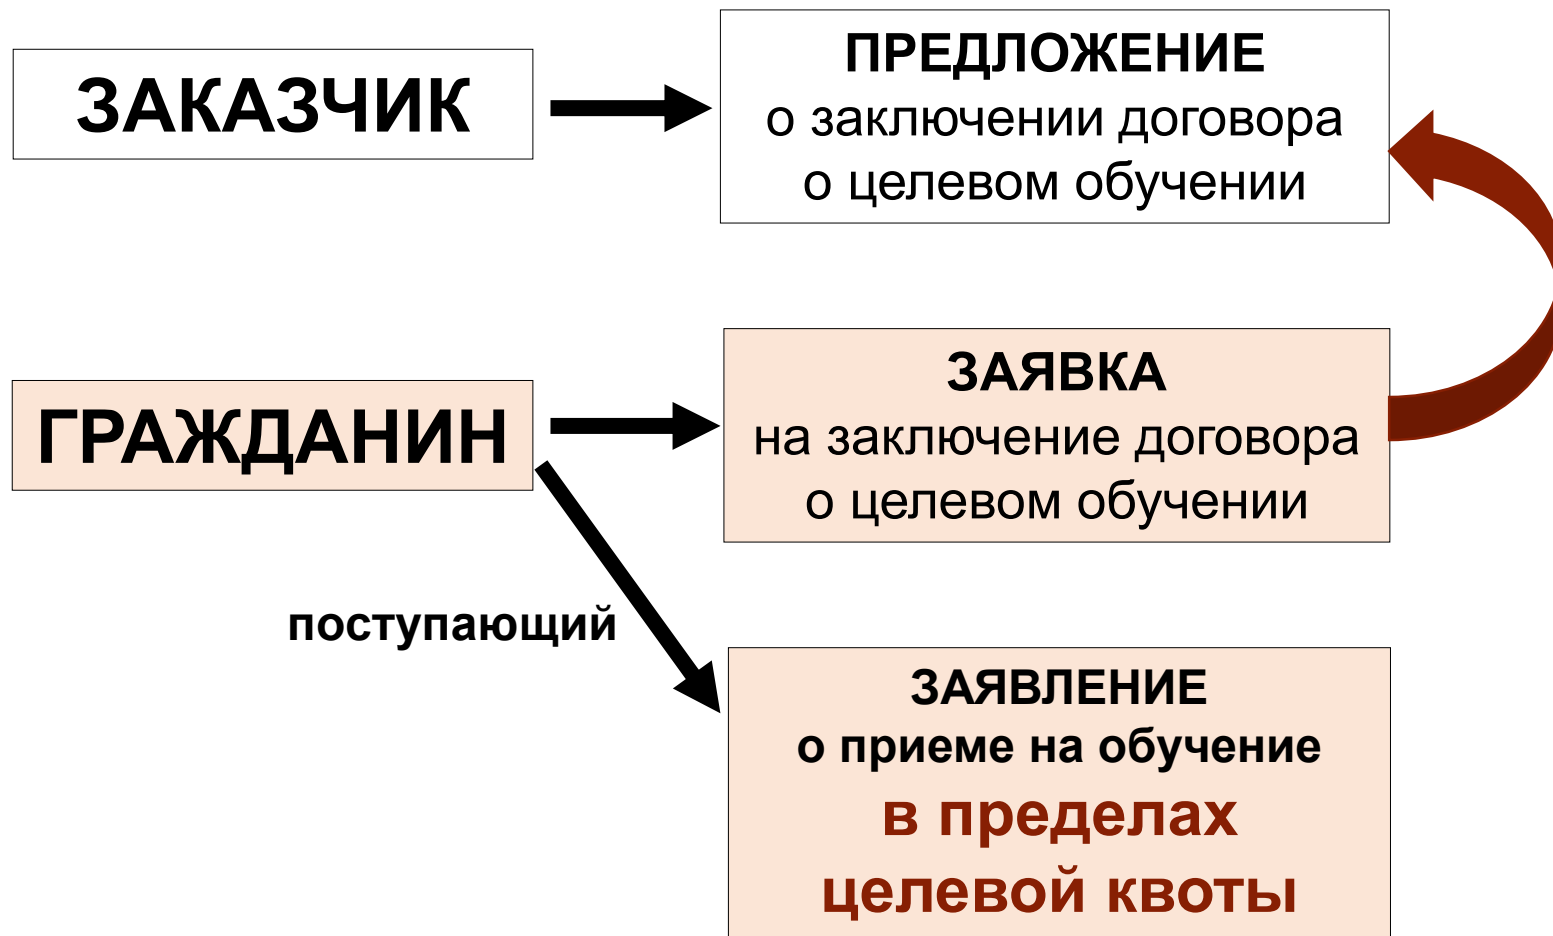 ЗАКАЗЧИК
ПРЕДЛОЖЕНИЕ
о заключении договора
о целевом обучении
ГРАЖДАНИН
ЗАЯВКА
на заключение договора
о целевом обучении
поступающий
ЗАЯВЛЕНИЕ
о приеме на обучение
в пределах
целевой квоты